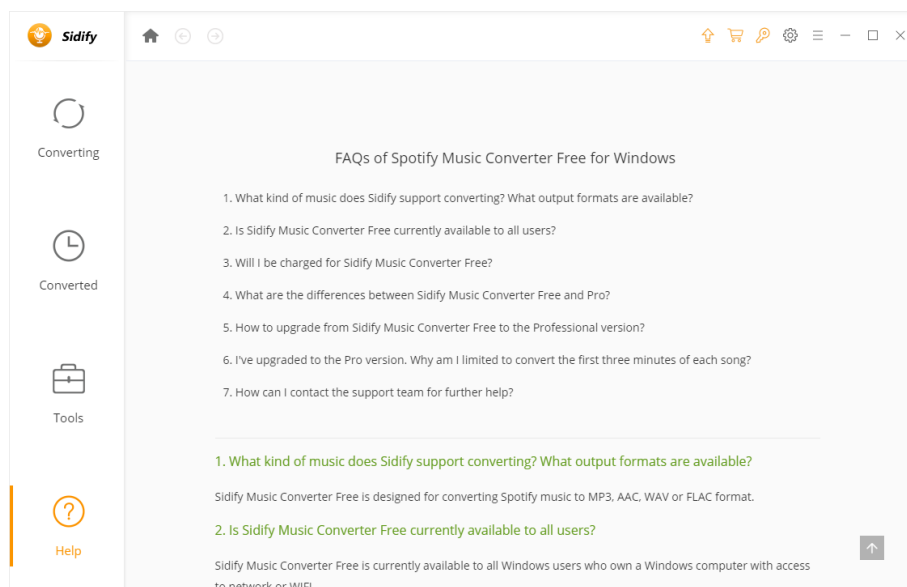 Sidify
Converting
Converted
Tools
Help
FAQs of Spotify Music Converter Free for Windows
1. What kind of music does Sidify support converting? What output formats are available?
2. Is Sidify Music Converter Free currently available to all users?
3. Will I be charged for Sidify Music Converter Free?
4. What are the differences between Sidify Music Converter Free and Pro?
5. How to upgrade from Sidify Music Converter Free to the Professional version?
6. I've upgraded to the Pro version. Why am I limited to convert the first three minutes of each song?
7. How can I contact the support team for further help?
1. What kind of music does Sidify support converting? What output formats are available?
Sidify Music Converter Free is designed for converting Spotify music to MP3, AAC, WAV or FLAC format.
2. Is Sidify Music Converter Free currently available to all users?
Sidify Music Converter Free is currently available to all Windows users who own a Windows computer with access
to network or WIFI